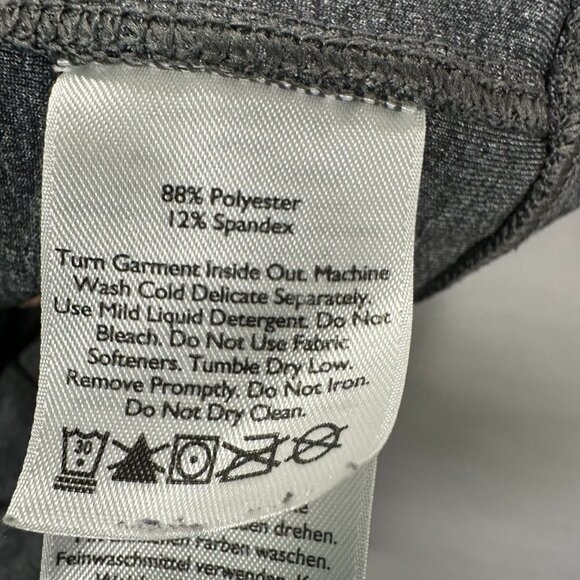 88% Polyester
12% Spandex
Turn Garment Inside Out. Machine
Wash Cold Delicate Separately.
Use Mild Liquid Detergent. Do Not
Bleach. Do Not Use Fabric
Softeners. Tumble Dry Low.
Remove Promptly. Do Not Iron.
Do Not Dry Clean.
30
drehen.
Farben waschen.
Feinwaschmittel verwenden.